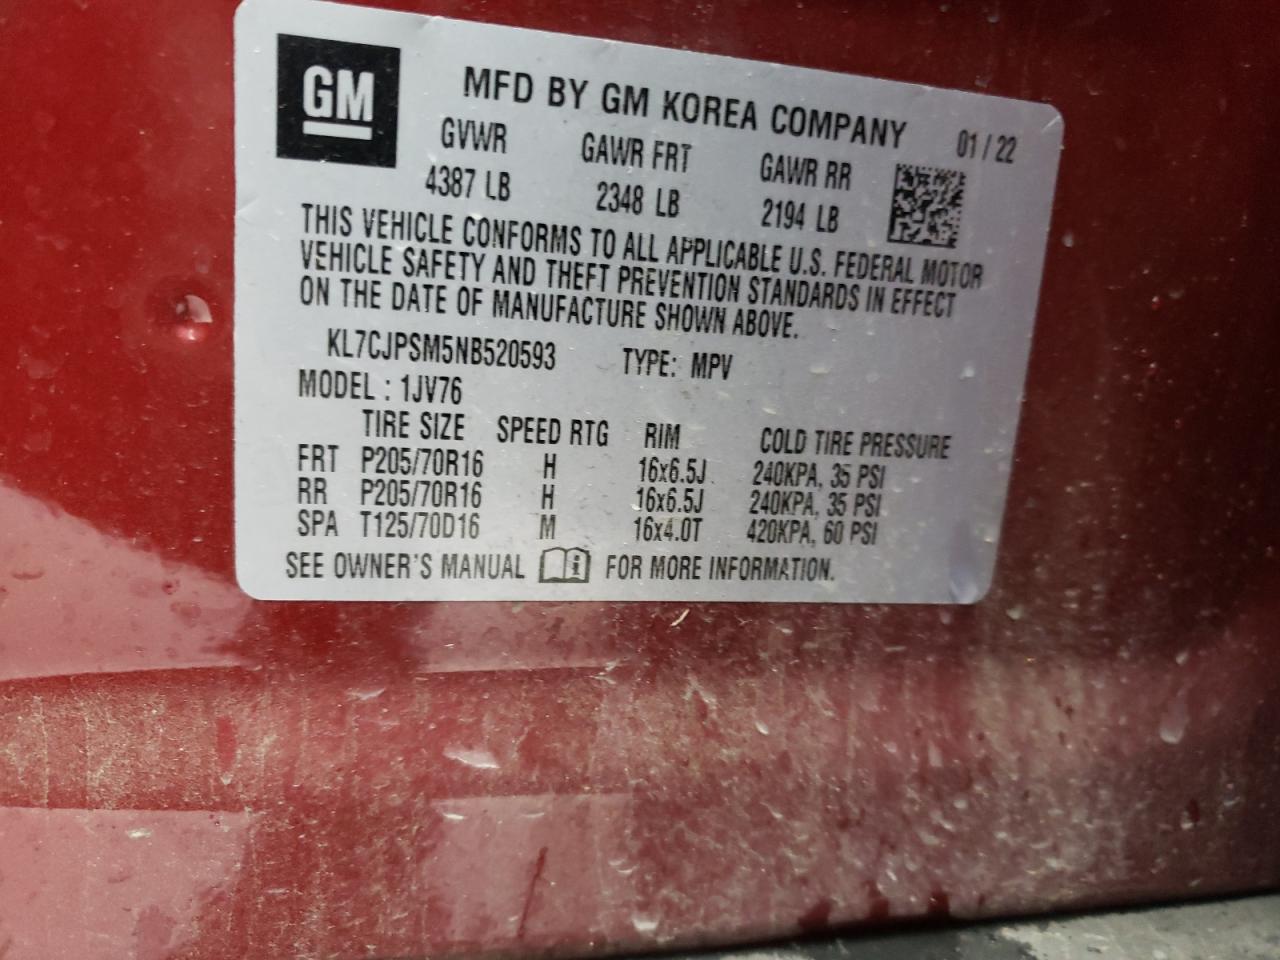 GM
MFD BY GM KOREA COMPANY 01 / 22
GVWR GAWR FRT GAWR RR
4387 LB 2348 LB 2194 LB
THIS VEHICLE CONFORMS TO ALL APPLICABLE U.S. FEDERAL MOTOR
VEHICLE SAFETY AND THEFT PREVENTION STANDARDS IN EFFECT
ON THE DATE OF MANUFACTURE SHOWN ABOVE.
KL7CJPSM5NB520593 TYPE: MPV
MODEL : 1JV76
TIRE SIZE SPEED RTG RIM COLD TIRE PRESSURE
FRT P205/70R16 H 16x6.5J 240KPA, 35 PSI
RR P205/70R16 H 16x6.5J 240KPA, 35 PSI
SPA T125/70D16 M 16x4.0T 420KPA, 60 PSI
SEE OWNER'S MANUAL FOR MORE INFORMATION.